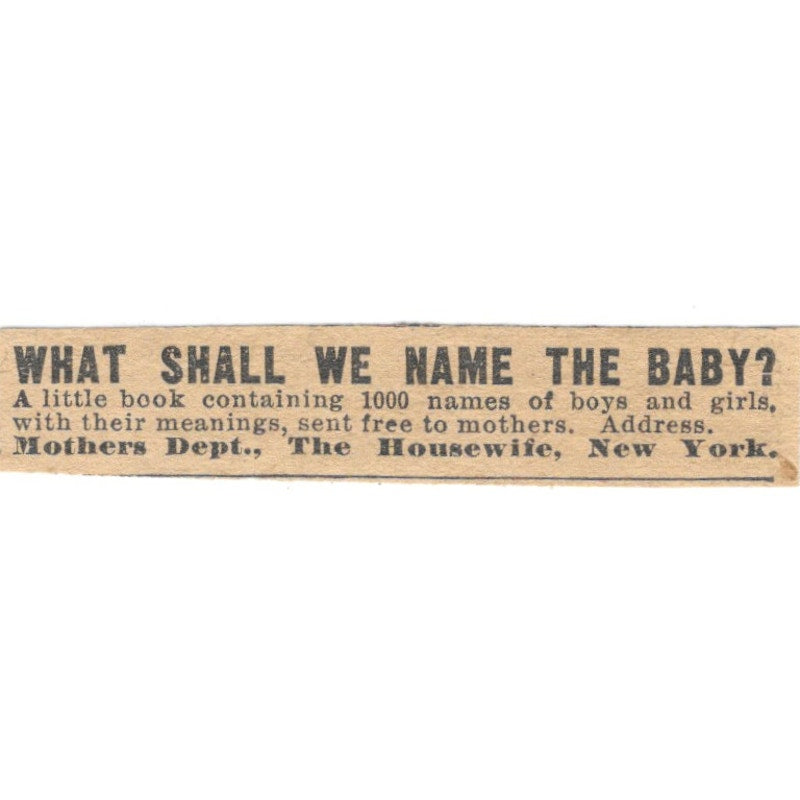 WHAT SHALL WE NAME THE BABY?
A little book containing 1000 names of boys and girls,
with their meanings, sent free to mothers. Address.
Mothers Dept., The Housewife, New York.